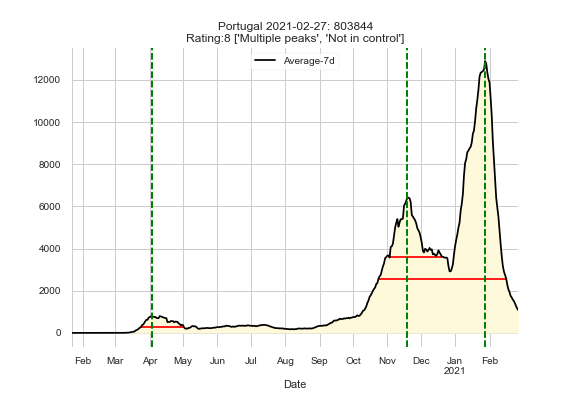 Portugal 2021-02-27: 803844
Rating:8 ['Multiple peaks', 'Not in control']
Average-7d
12000
10000
8000
6000
4000
2000
0
Feb Mar Apr May Jun Jul Aug Sep Oct Nov Dec Jan Feb
2021
Date